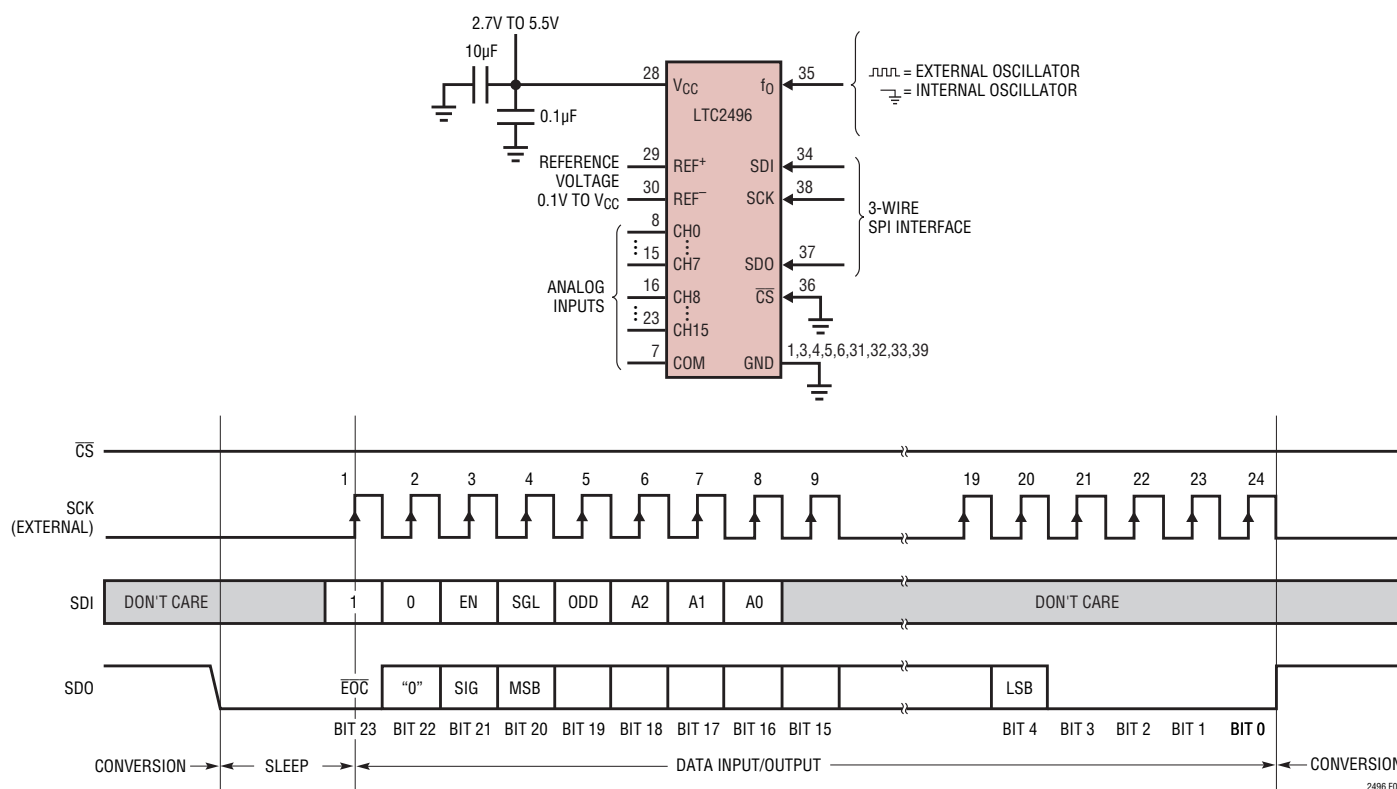 2.7V TO 5.5V
10µF
0.1µF
28
VCC
fO
35
= EXTERNAL OSCILLATOR
= INTERNAL OSCILLATOR
LTC2496
REFERENCE
VOLTAGE
0.1V TO VCC
29
REF+
30
REF−
SDI
34
SCK
38
3-WIRE
SPI INTERFACE
8
CH0
15
CH7
SDO
37
ANALOG
INPUTS
16
CH8
CS
36
23
CH15
7
COM
GND
1,3,4,5,6,31,32,33,39
CS
1 2 3 4 5 6 7 8 9 19 20 21 22 23 24
SCK
(EXTERNAL)
SDI DON'T CARE 1 0 EN SGL ODD A2 A1 A0 DON'T CARE
SDO EOC “0” SIG MSB LSB
BIT 23 BIT 22 BIT 21 BIT 20 BIT 19 BIT 18 BIT 17 BIT 16 BIT 15 BIT 4 BIT 3 BIT 2 BIT 1 BIT 0
CONVERSION SLEEP DATA INPUT/OUTPUT CONVERSION